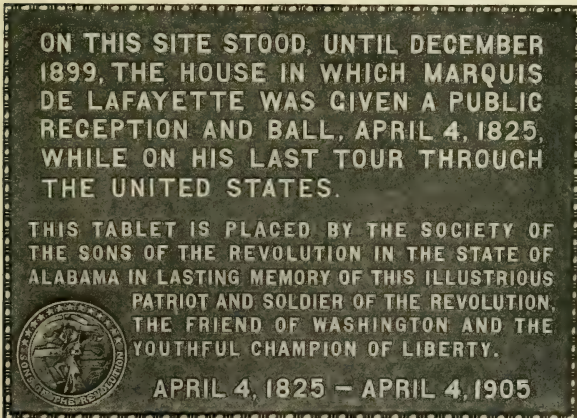 ON THIS SITE STOOD, UNTIL DECEMBER
1899, THE HOUSE IN WHICH MARQUIS
DE LAFAYETTE WAS GIVEN A PUBLIC
RECEPTION AND BALL, APRIL 4, 1825,
WHILE ON HIS LAST TOUR THROUGH
THE UNITED STATES.
THIS TABLET IS PLACED BY THE SOCIETY OF
THE SONS OF THE REVOLUTION IN THE STATE OF
ALABAMA IN LASTING MEMORY OF THIS ILLUSTRIOUS
PATRIOT AND SOLDIER OF THE REVOLUTION,
THE FRIEND OF WASHINGTON AND THE
YOUTHFUL CHAMPION OF LIBERTY.
SONS OF THE REVOLUTION
APRIL 4, 1825 – APRIL 4, 1905